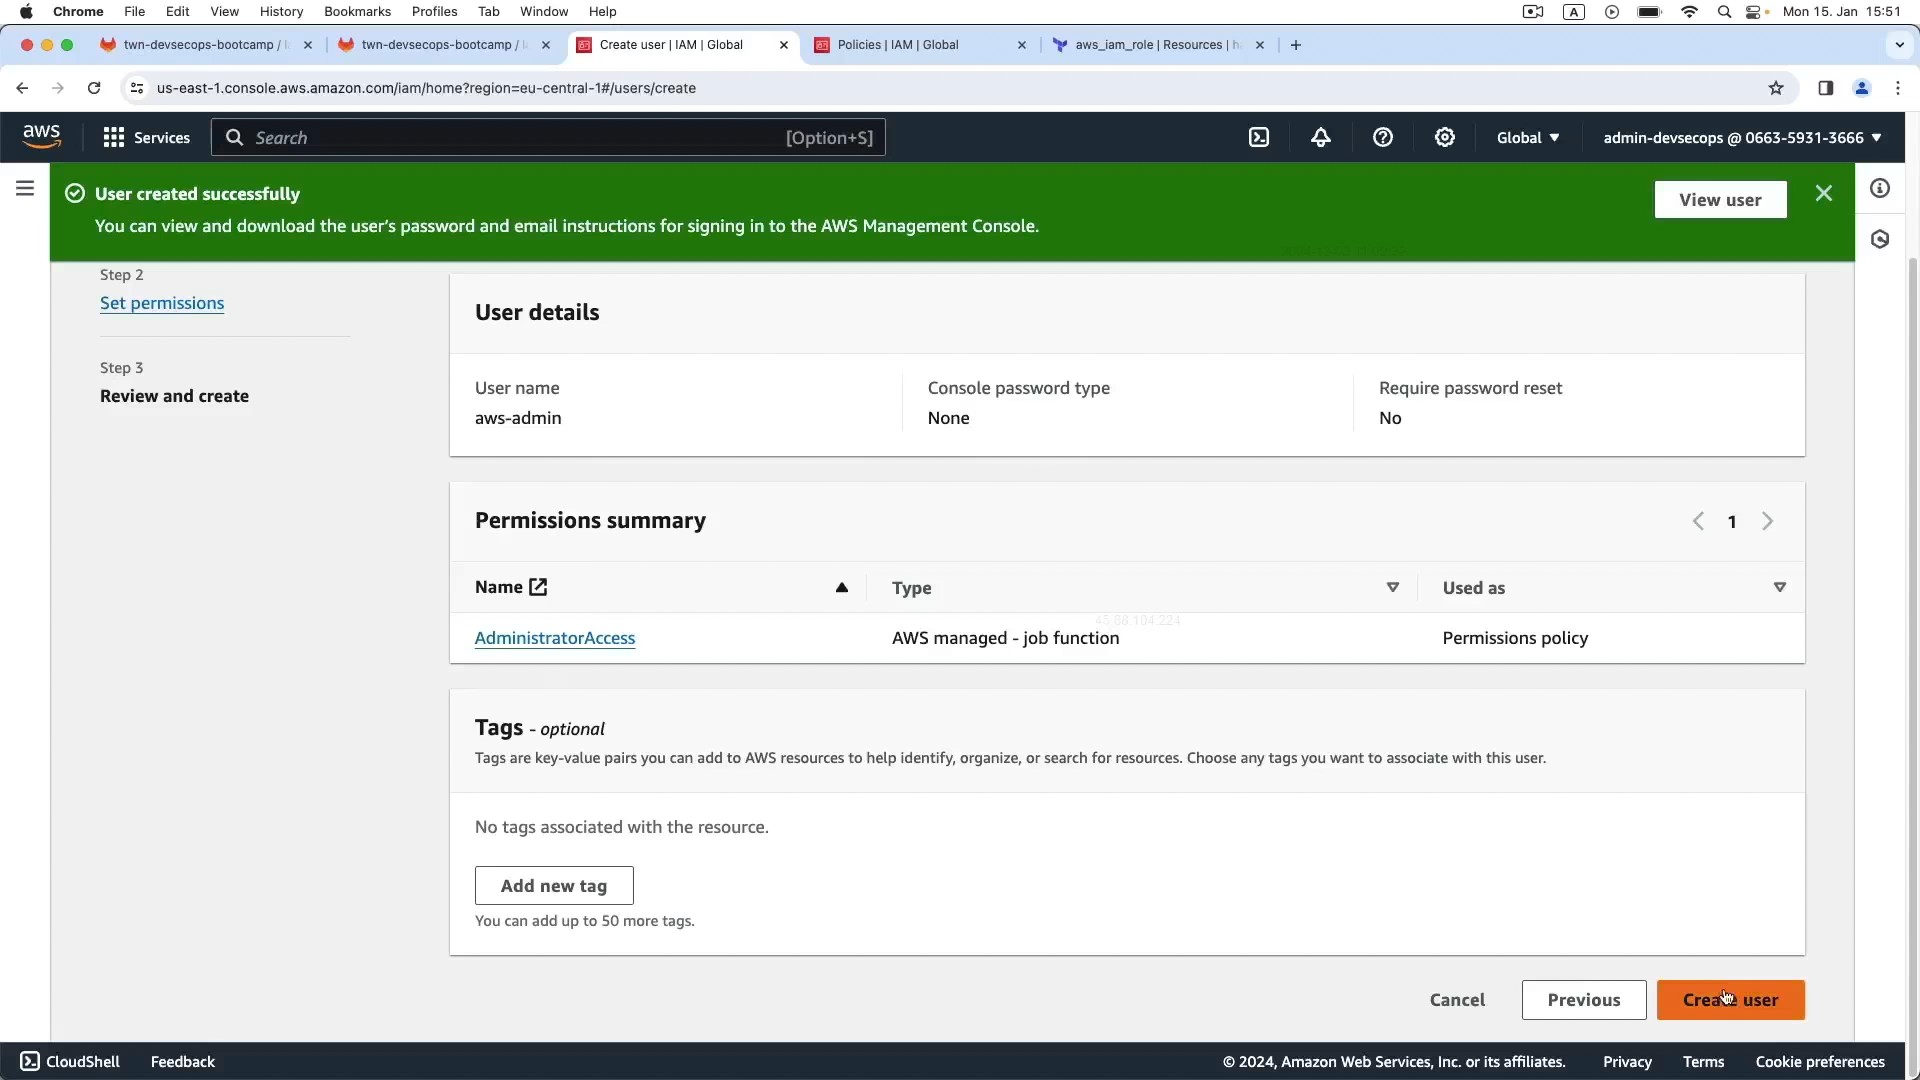 Chrome File Edit View History Bookmarks Profiles Tab Window Help A Mon 15. Jan 15:51
twn-devsecops-bootcamp / twn-devsecops-bootcamp / Create user | IAM | Global Policies | IAM | Global aws_iam_role | Resources | h
us-east-1.console.aws.amazon.com/iam/home?region=eu-central-1#/users/create
aws Services Search [Option+S] Global admin-devsecops @ 0663-5931-3666
User created successfully
You can view and download the user's password and email instructions for signing in to the AWS Management Console.
View user
Step 2
Set permissions
Step 3
Review and create
User details
User name
aws-admin
Console password type
None
Require password reset
No
Permissions summary
1
Name Type Used as
45.88.104.224
AdministratorAccess AWS managed - job function Permissions policy
Tags - optional
Tags are key-value pairs you can add to AWS resources to help identify, organize, or search for resources. Choose any tags you want to associate with this user.
No tags associated with the resource.
Add new tag
You can add up to 50 more tags.
Cancel Previous Create user
CloudShell Feedback © 2024, Amazon Web Services, Inc. or its affiliates. Privacy Terms Cookie preferences